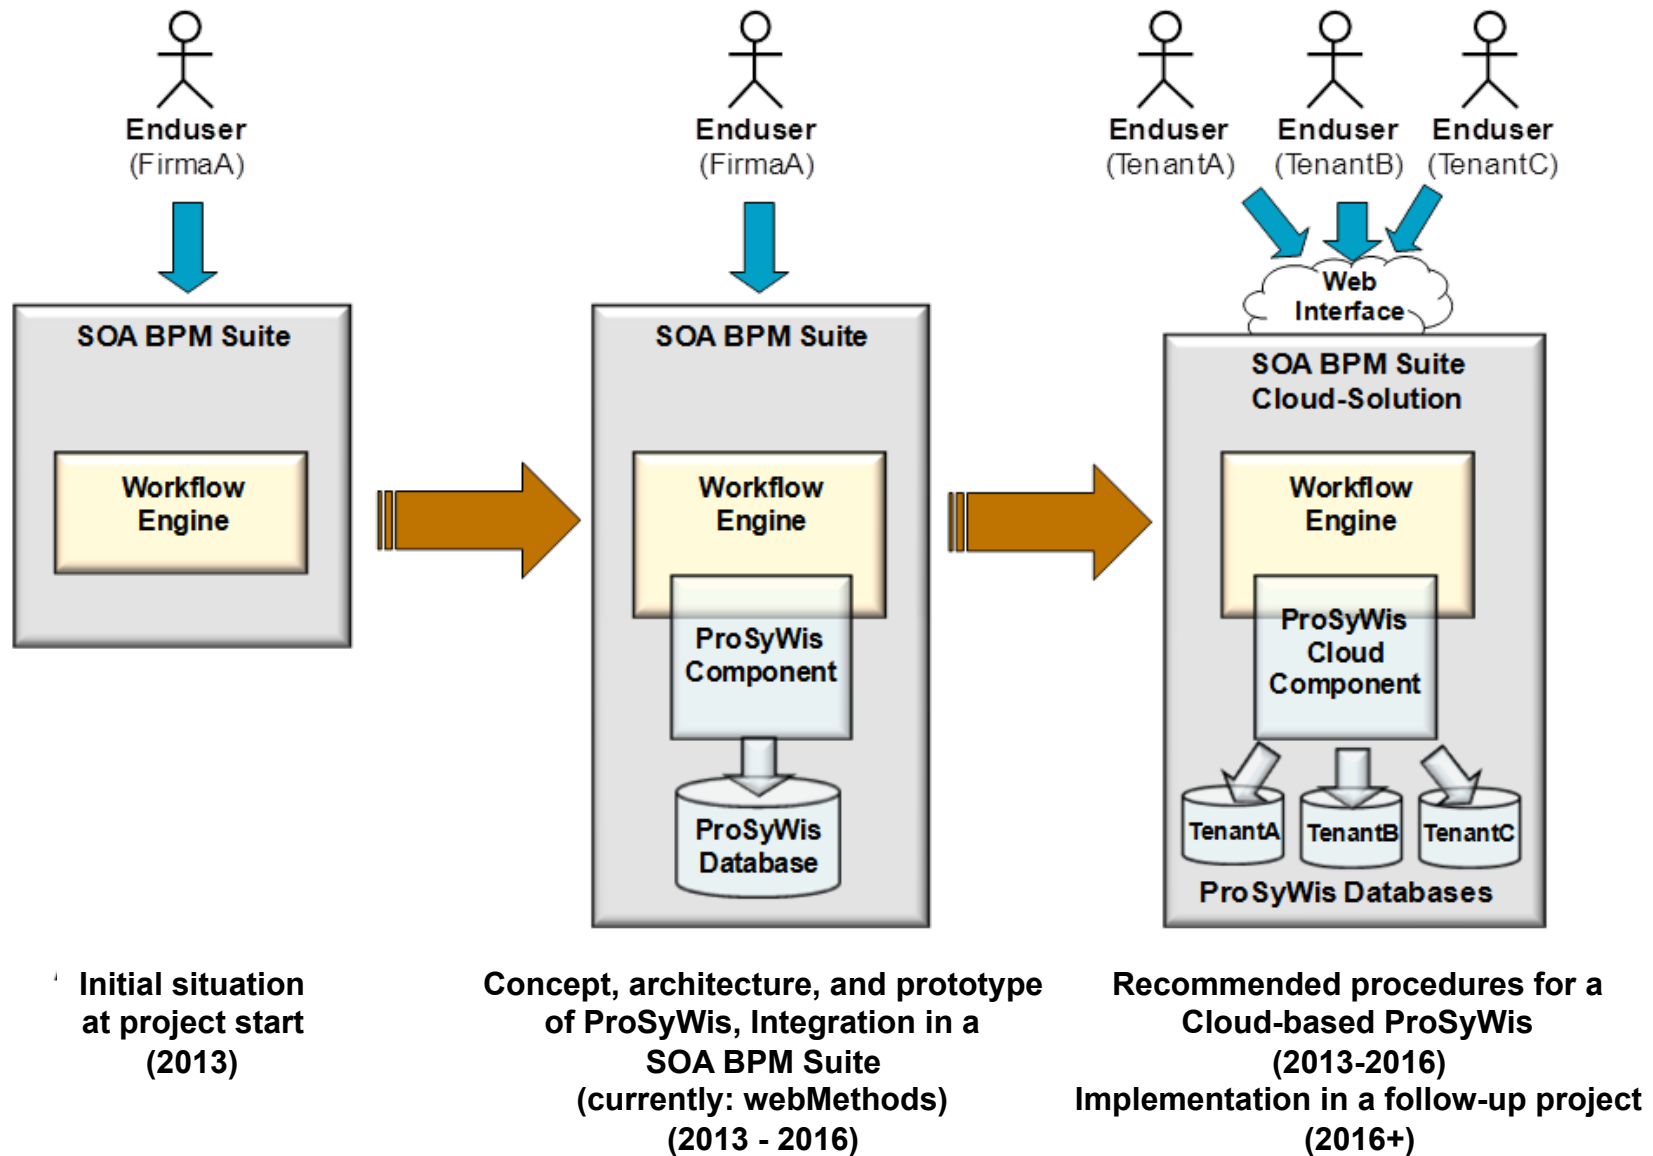 Enduser
(FirmaA)
SOA BPM Suite
Workflow
Engine
Initial situation
at project start
(2013)
Enduser
(FirmaA)
SOA BPM Suite
Workflow
Engine
ProSyWis
Component
ProSyWis
Database
Concept, architecture, and prototype
of ProSyWis, Integration in a
SOA BPM Suite
(currently: webMethods)
(2013 - 2016)
Enduser
(TenantA)
Enduser
(TenantB)
Enduser
(TenantC)
Web
Interface
SOA BPM Suite
Cloud-Solution
Workflow
Engine
ProSyWis
Cloud
Component
TenantA
TenantB
TenantC
ProSyWis Databases
Recommended procedures for a
Cloud-based ProSyWis
(2013-2016)
Implementation in a follow-up project
(2016+)